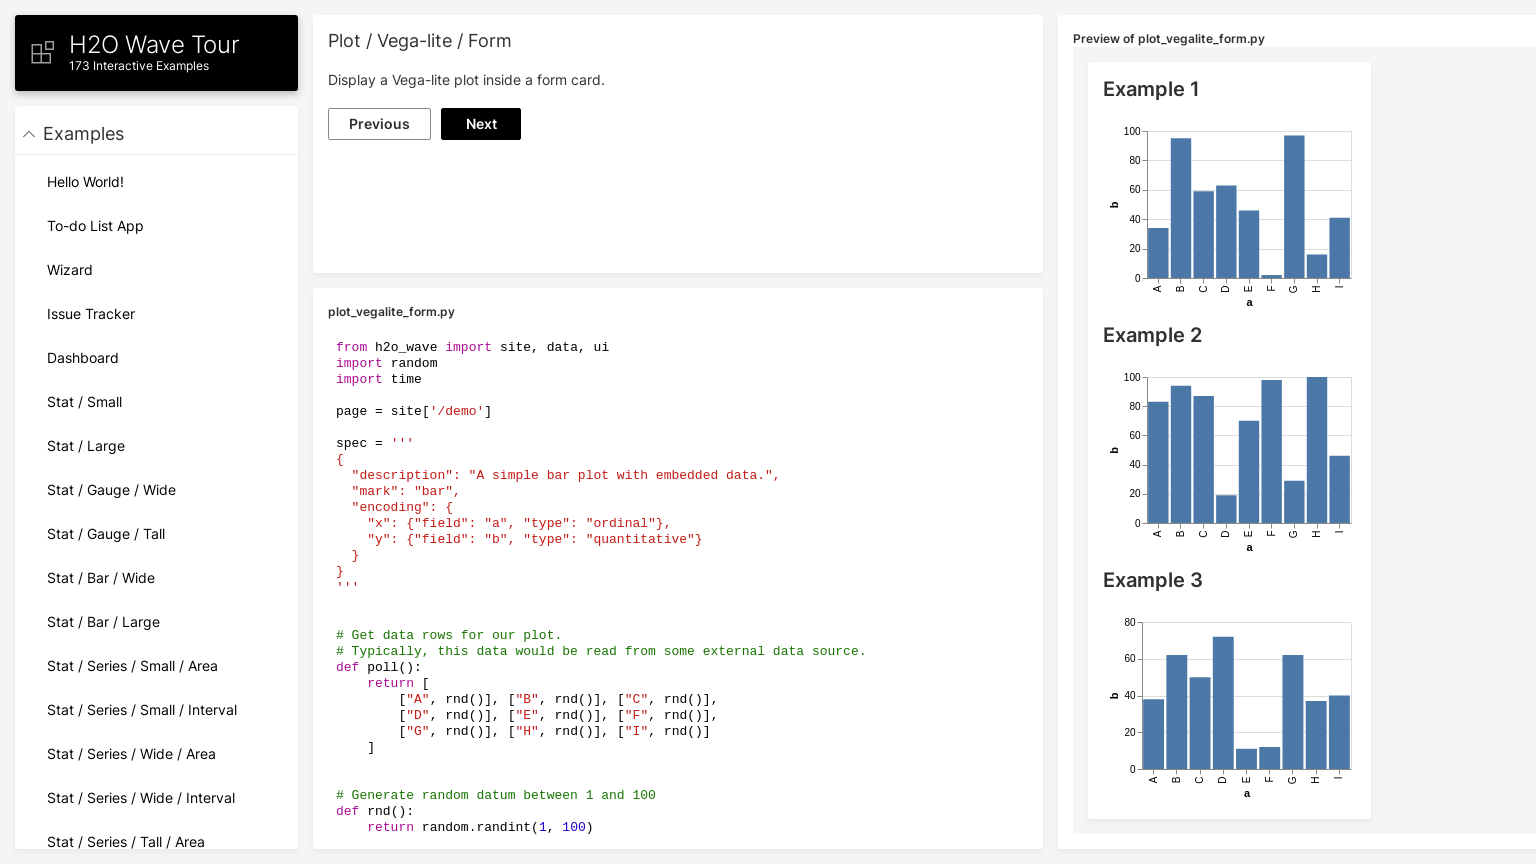 H2O Wave Tour
173 Interactive Examples
Examples
Hello World!
To-do List App
Wizard
Issue Tracker
Dashboard
Stat / Small
Stat / Large
Stat / Gauge / Wide
Stat / Gauge / Tall
Stat / Bar / Wide
Stat / Bar / Large
Stat / Series / Small / Area
Stat / Series / Small / Interval
Stat / Series / Wide / Area
Stat / Series / Wide / Interval
Stat / Series / Tall / Area
Plot / Vega-lite / Form
Display a Vega-lite plot inside a form card.
Previous Next
plot_vegalite_form.py
from h2o_wave import site, data, ui
import random
import time
page = site['/demo']
spec = '''
{
  "description": "A simple bar plot with embedded data.",
  "mark": "bar",
  "encoding": {
    "x": {"field": "a", "type": "ordinal"},
    "y": {"field": "b", "type": "quantitative"}
  }
}
'''
# Get data rows for our plot.
# Typically, this data would be read from some external data source.
def poll():
    return [
        ["A", rnd()], ["B", rnd()], ["C", rnd()],
        ["D", rnd()], ["E", rnd()], ["F", rnd()],
        ["G", rnd()], ["H", rnd()], ["I", rnd()]
    ]
# Generate random datum between 1 and 100
def rnd():
    return random.randint(1, 100)
Preview of plot_vegalite_form.py
Example 1
100
80
60
40
20
0
b
A B C D E F G H I
a
Example 2
100
80
60
40
20
0
b
A B C D E F G H I
a
Example 3
80
60
40
20
0
b
A B C D E F G H I
a